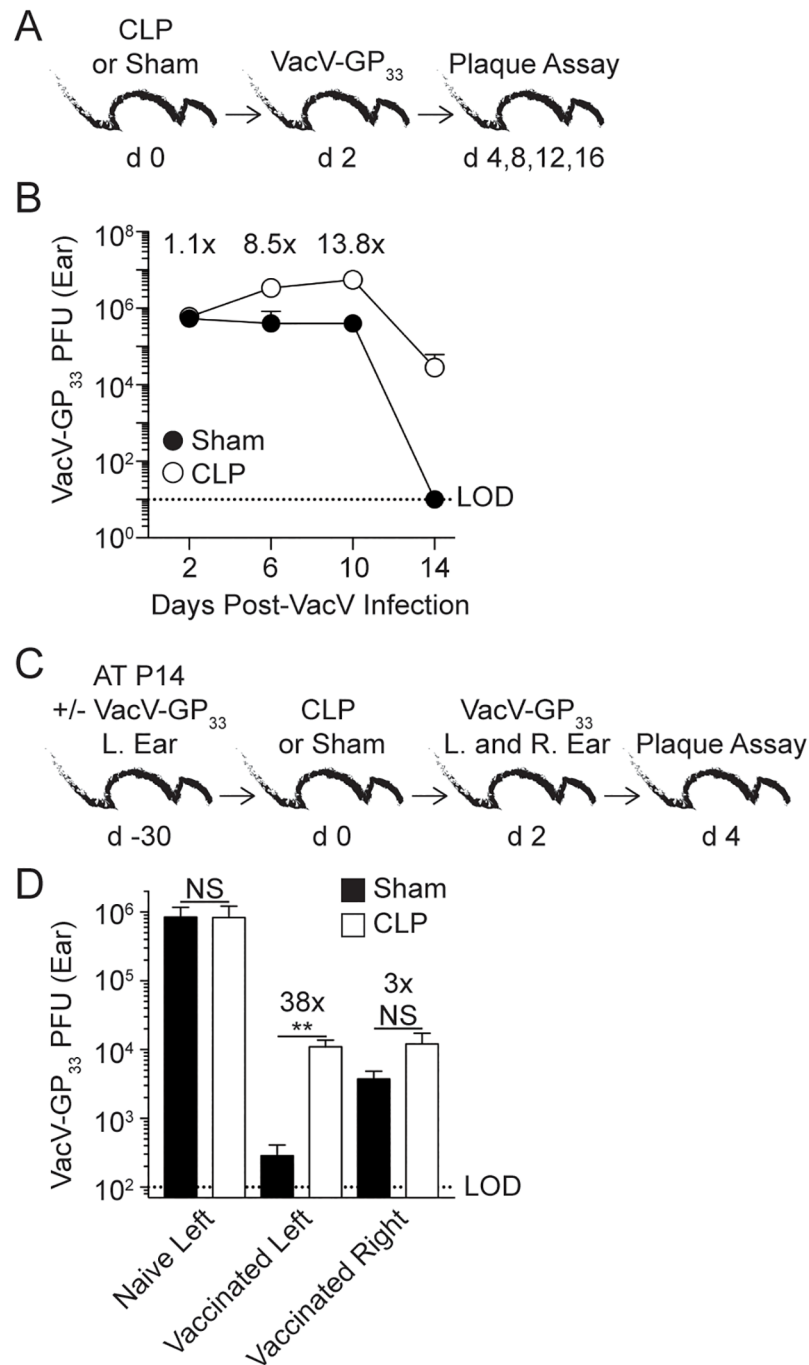 A
CLP
or Sham
VacV-GP33
Plaque Assay
d 0
d 2
d 4,8,12,16
B
VacV-GP33 PFU (Ear)
10^8
10^6
10^4
10^2
10^0
1.1x
8.5x
13.8x
Sham
CLP
LOD
2
6
10
14
Days Post-VacV Infection
C
AT P14
+/- VacV-GP33
L. Ear
CLP
or Sham
VacV-GP33
L. and R. Ear
Plaque Assay
d -30
d 0
d 2
d 4
D
Sham
CLP
VacV-GP33 PFU (Ear)
10^6
10^5
10^4
10^3
10^2
NS
38x
**
3x
NS
LOD
Naive Left
Vaccinated Left
Vaccinated Right